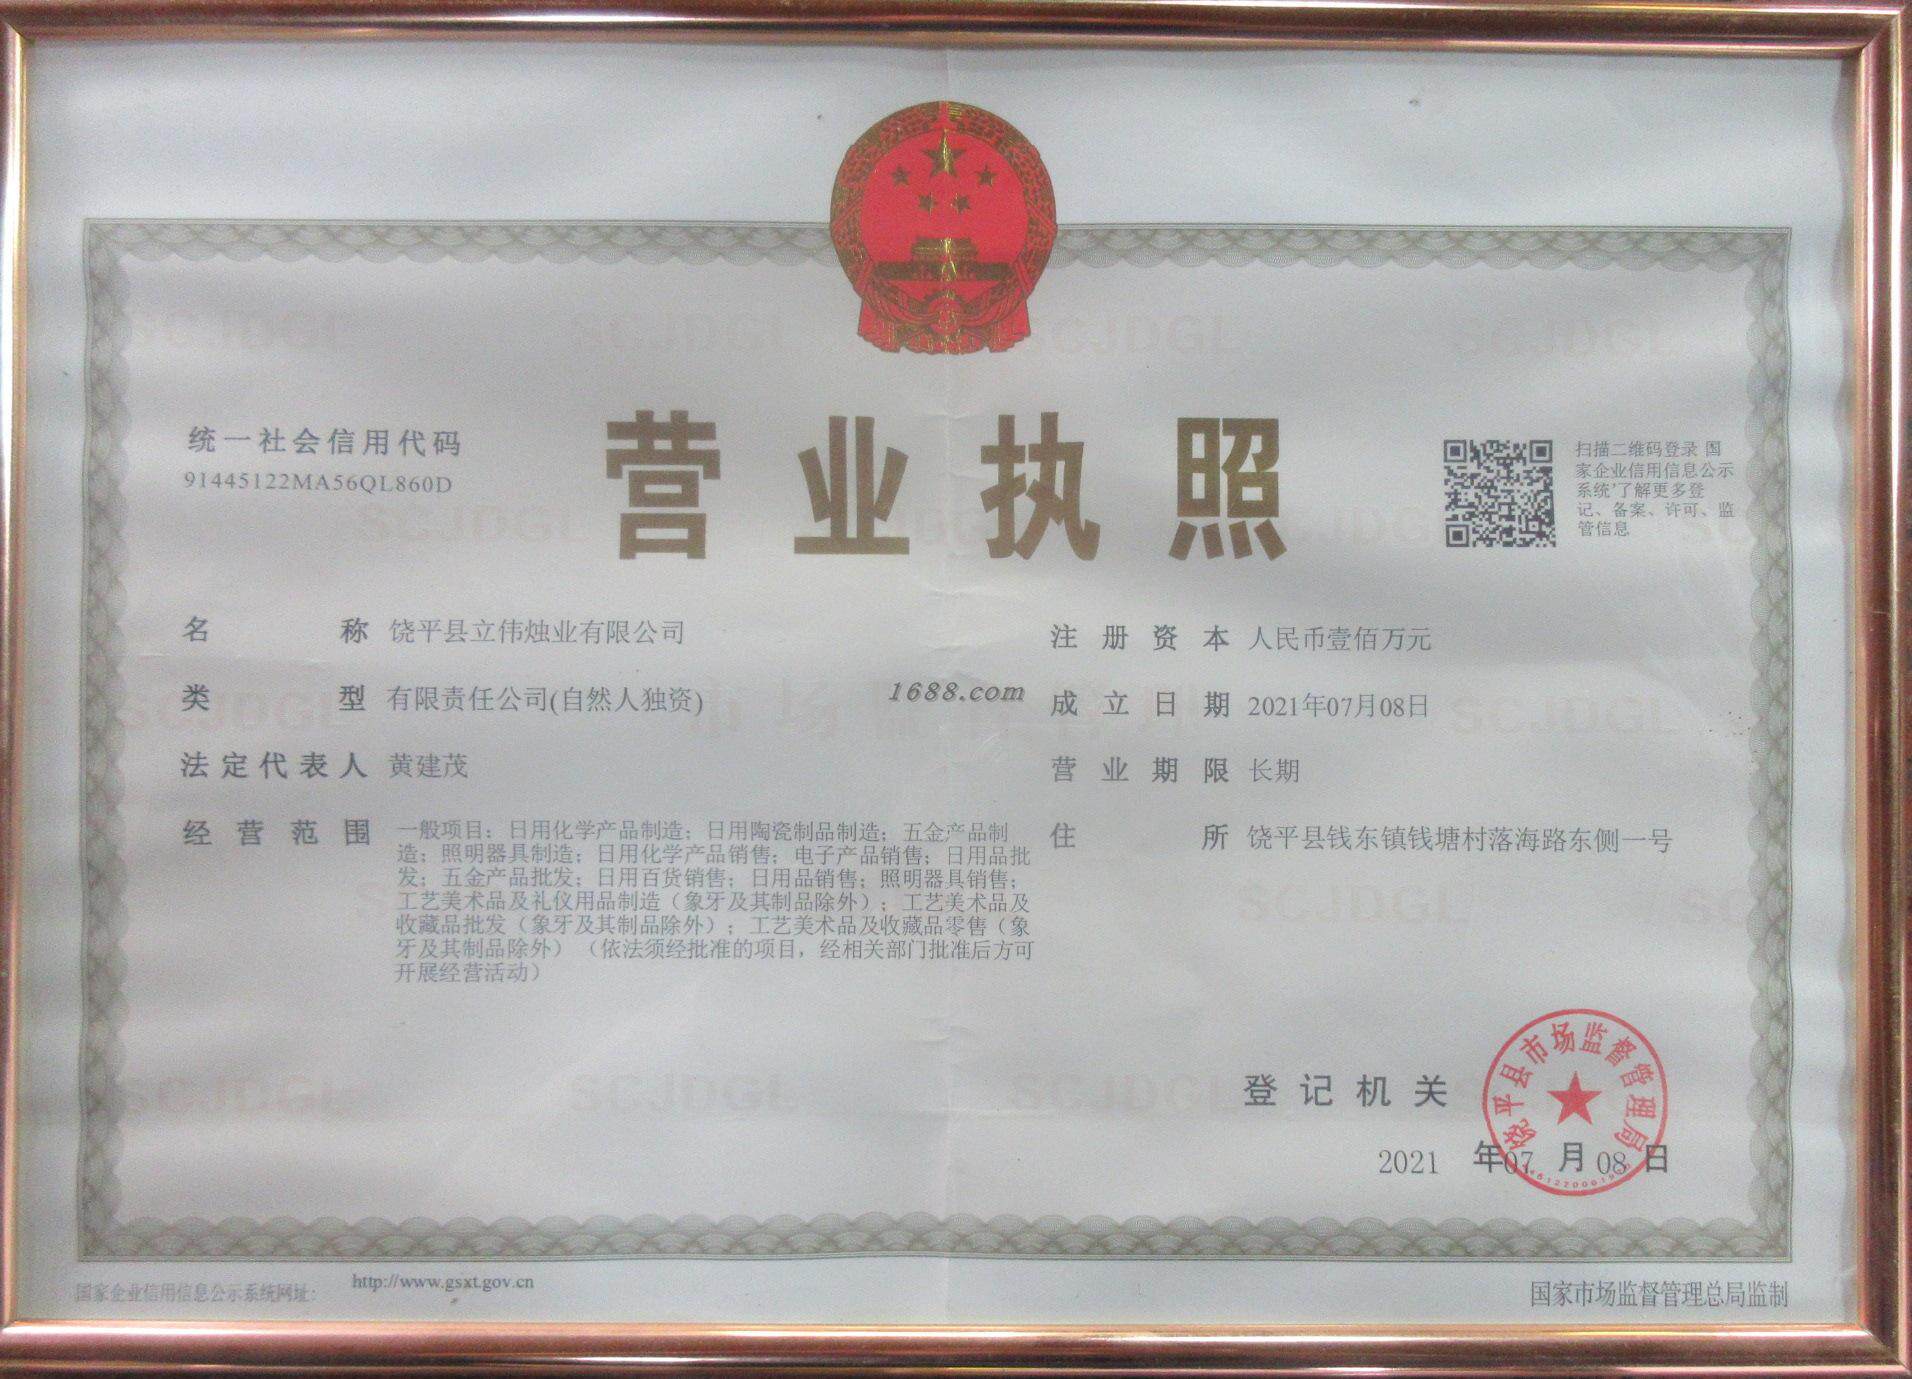 统一社会信用代码
91445122MA56QL860D
营业执照
扫描二维码登录 国
家企业信用信息公示
系统'了解更多登
记、备案、许可、监
管信息
名称 饶平县立伟烛业有限公司
类型 有限责任公司(自然人独资)
法定代表人 黄建茂
经营范围 一般项目：日用化学产品制造；日用陶瓷制品制造；五金产品制
造；照明器具制造；日用化学产品销售；电子产品销售；日用品批
发；五金产品批发；日用百货销售；日用品销售；照明器具销售；
工艺美术品及礼仪用品制造（象牙及其制品除外）；工艺美术品及
收藏品批发（象牙及其制品除外）；工艺美术品及收藏品零售（象
牙及其制品除外）（依法须经批准的项目，经相关部门批准后方可
开展经营活动）
1688.com
注册资本 人民币壹佰万元
成立日期 2021年07月08日
营业期限 长期
住所 饶平县钱东镇钱塘村落海路东侧一号
登记机关
饶平县市场监督管理局
2021 年07 月08 日
国家企业信用信息公示系统网址: http://www.gsxt.gov.cn
国家市场监督管理总局监制
SCJDGL